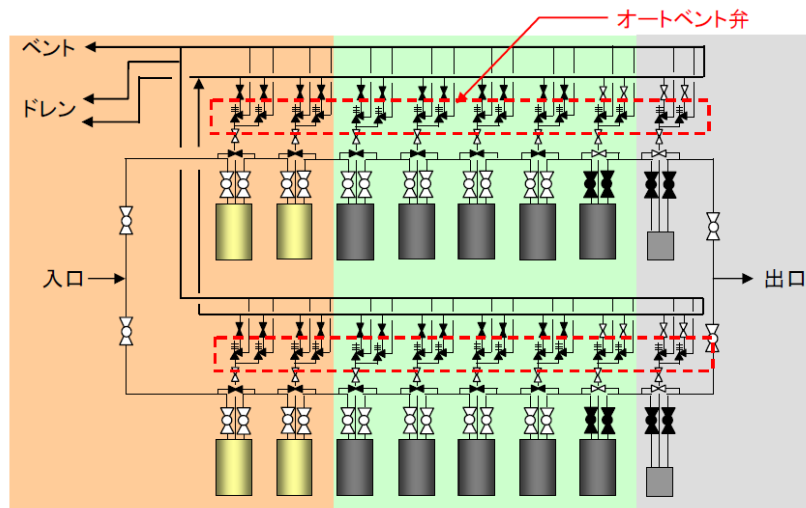 オートベント弁
ベント
ドレン
入口
出口